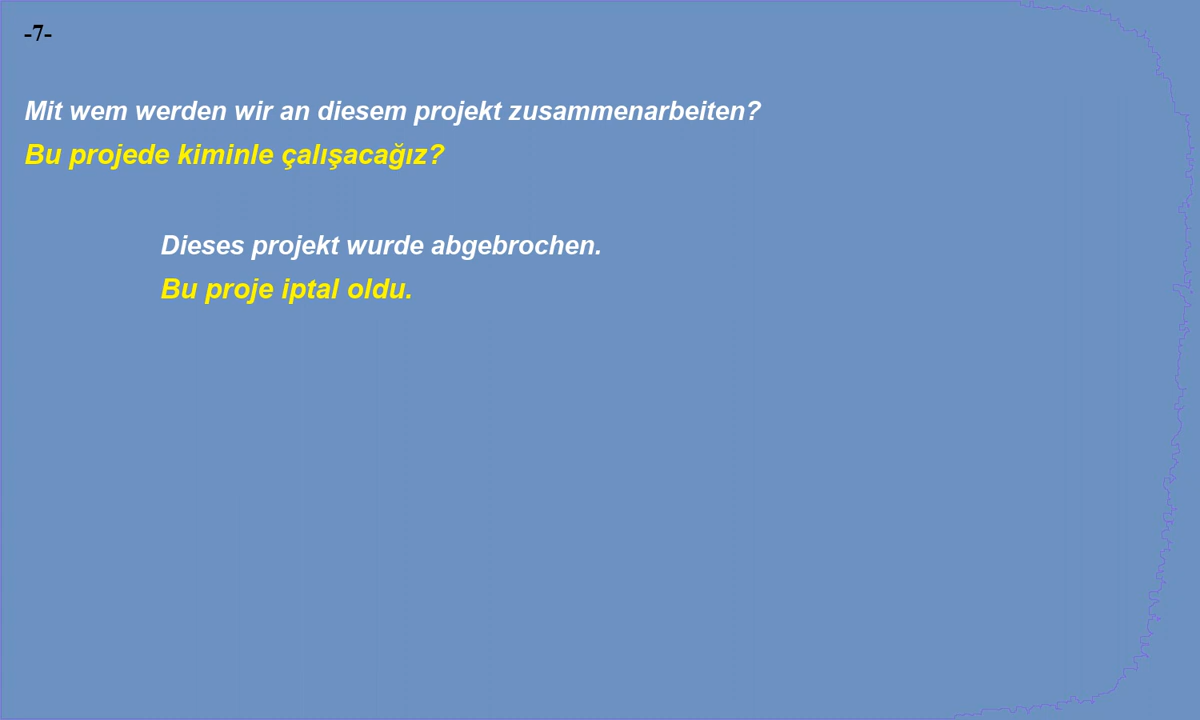 -7-
Mit wem werden wir an diesem projekt zusammenarbeiten?
Bu projede kiminle çalışacağız?
Dieses projekt wurde abgebrochen.
Bu proje iptal oldu.